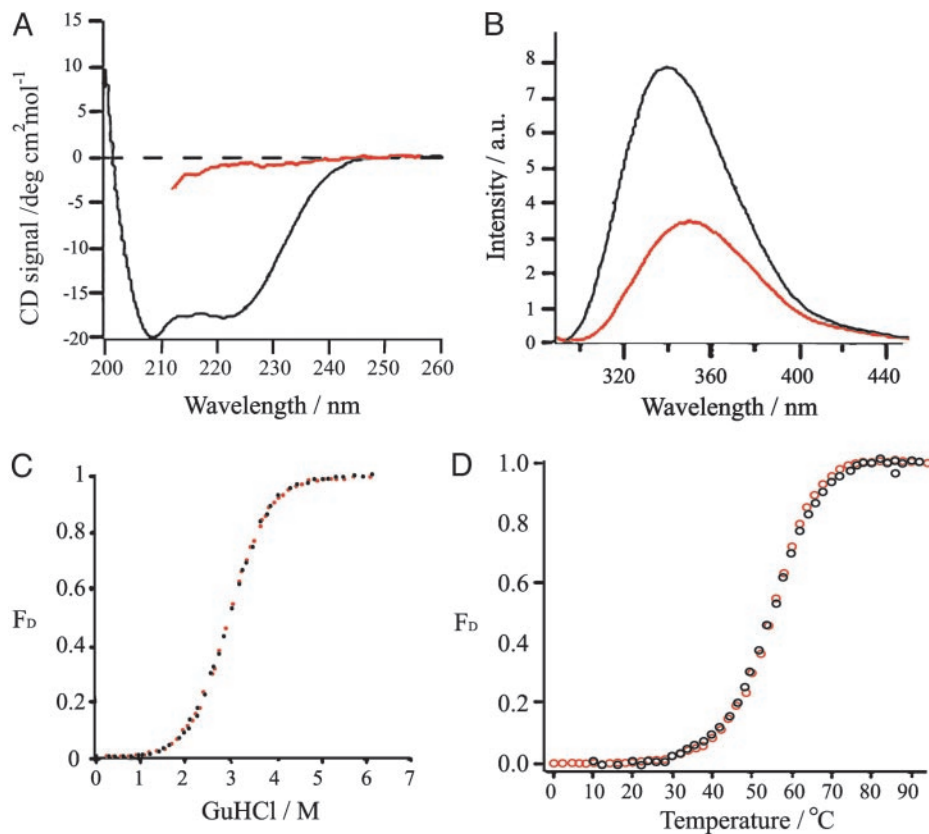 A
CD signal /deg cm²mol⁻¹
15
10
5
0
-5
-10
-15
-20
200 210 220 230 240 250 260
Wavelength / nm
B
Intensity / a.u.
8
7
6
5
4
3
2
1
0
320 360 400 440
Wavelength / nm
C
F_D
1
0.8
0.6
0.4
0.2
0
0 1 2 3 4 5 6 7
GuHCl / M
D
F_D
1.0
0.8
0.6
0.4
0.2
0.0
0 10 20 30 40 50 60 70 80 90
Temperature / °C